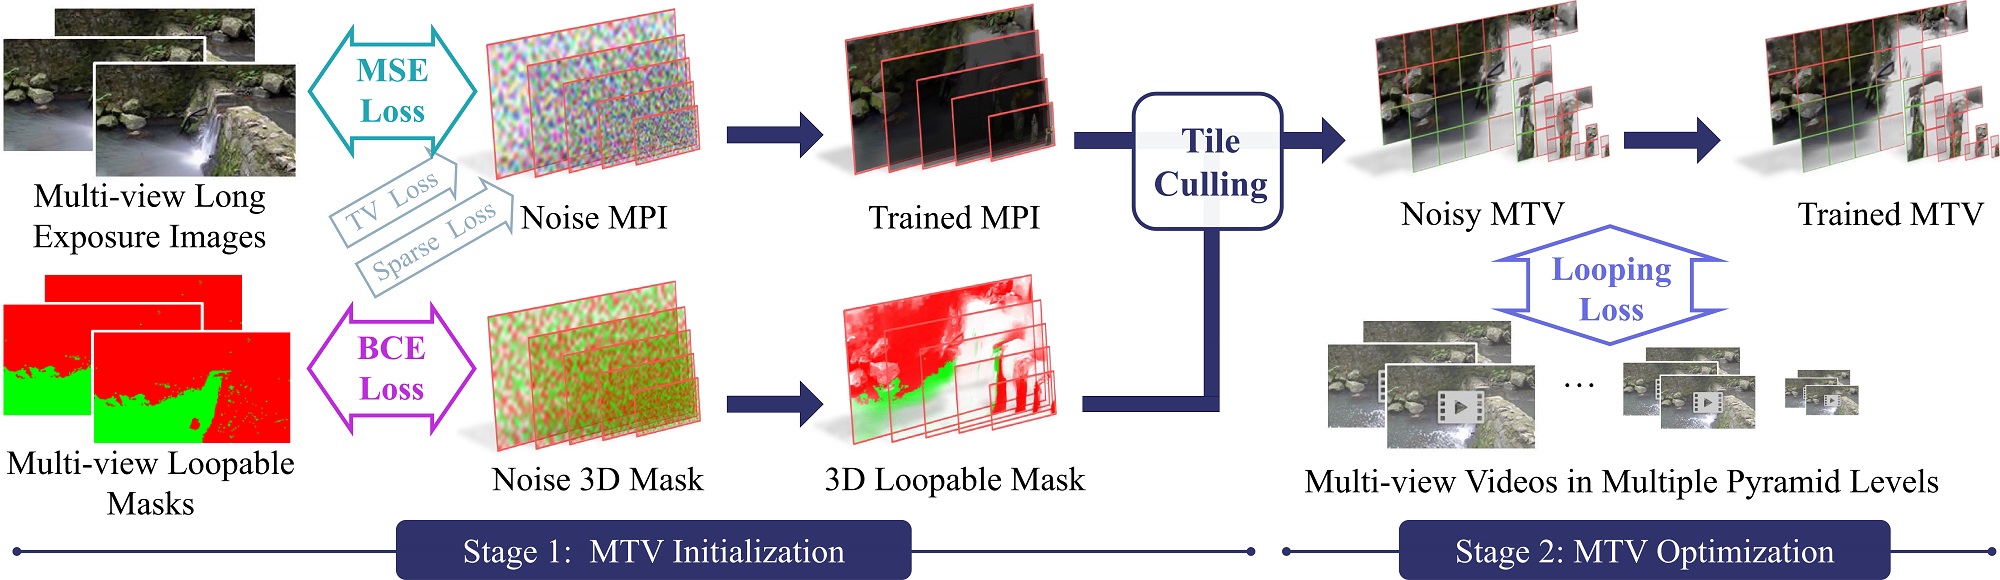 Multi-view Long
Exposure Images
MSE
Loss
TV Loss
Sparse Loss
Noise MPI
Trained MPI
Tile
Culling
Noisy MTV
Trained MTV
Looping
Loss
Multi-view Loopable
Masks
BCE
Loss
Noise 3D Mask
3D Loopable Mask
...
Multi-view Videos in Multiple Pyramid Levels
Stage 1: MTV Initialization
Stage 2: MTV Optimization